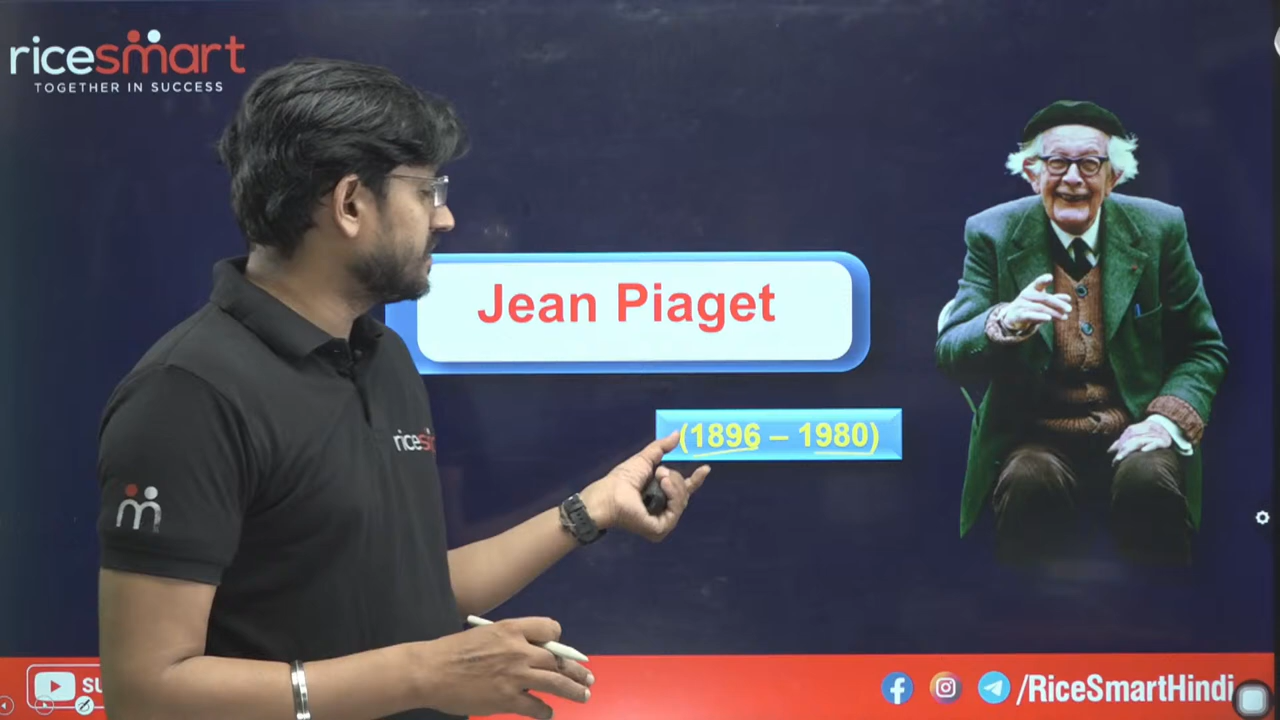 ricesmart
TOGETHER IN SUCCESS
Jean Piaget
(1896 – 1980)
/RiceSmartHindi